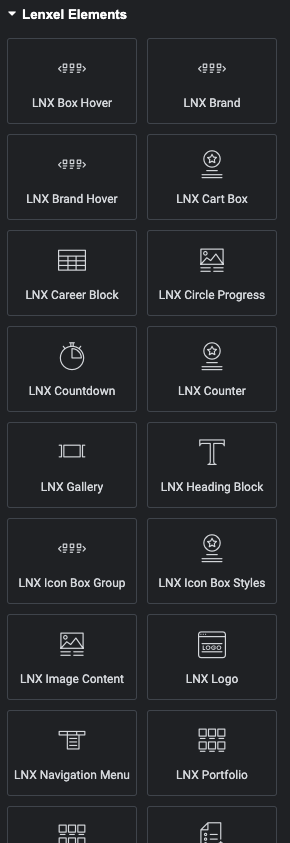 Lenxel Elements
LNX Box Hover
LNX Brand
LNX Brand Hover
LNX Cart Box
LNX Career Block
LNX Circle Progress
LNX Countdown
LNX Counter
LNX Gallery
LNX Heading Block
LNX Icon Box Group
LNX Icon Box Styles
LNX Image Content
LOGO
LNX Logo
LNX Navigation Menu
LNX Portfolio